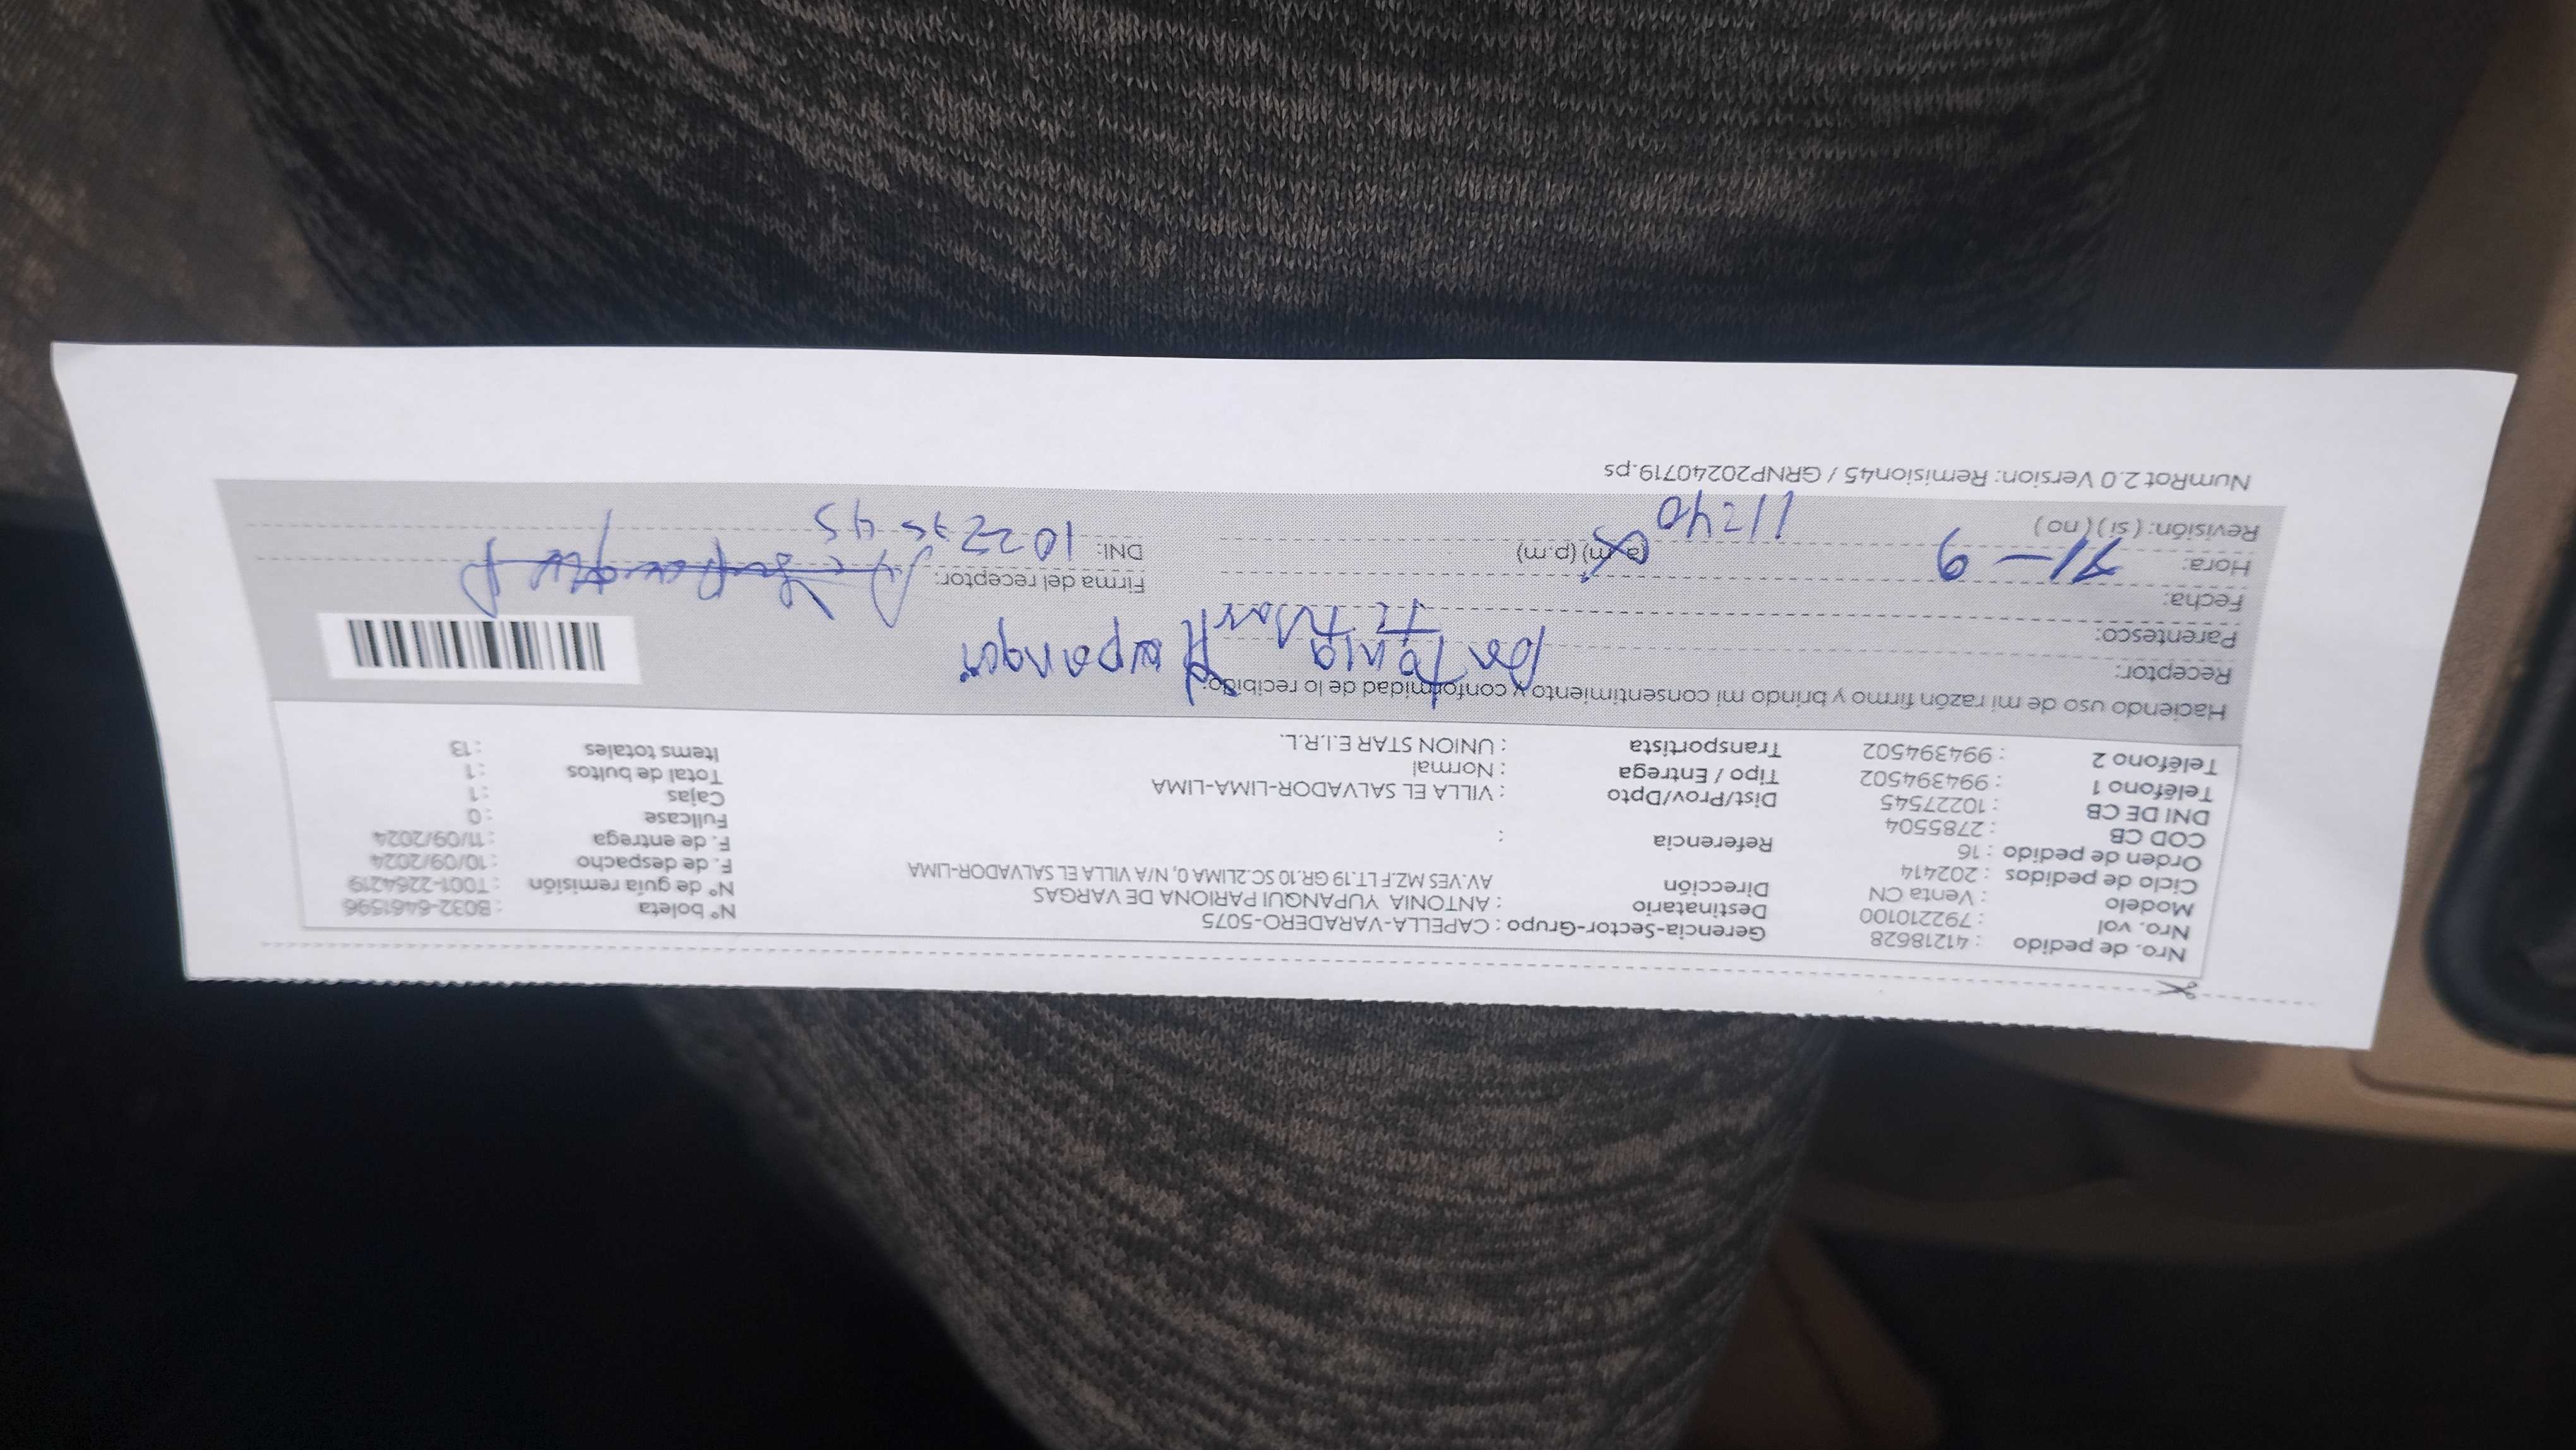 Nro. de pedido : 41218628 Gerencia-Sector-Grupo : CAPELLA-VARADERO-5075 N° boleta : B032-6461596
Nro. vol : 792210100 Destinatario : ANTONIA YUPANQUI PARIONA DE VARGAS N° de guía remisión : T001-2264219
Modelo : Venta CN Dirección AV.VES MZ.F LT.19 GR.10 SC.2LIMA 0, N/A VILLA EL SALVADOR-LIMA F. de despacho : 10/09/2024
Ciclo de pedidos : 202414 F. de entrega : 11/09/2024
Orden de pedido : 16 Referencia : Fullcase : 0
COD CB : 2785504 Cajas : 1
DNI DE CB : 10227545 Dist/Prov/Dpto : VILLA EL SALVADOR-LIMA-LIMA Total de bultos : 1
Teléfono 1 : 994394502 Tipo / Entrega : Normal Items totales : 13
Teléfono 2 : 994394502 Transportista : UNION STAR E.I.R.L.
Haciendo uso de mi razón firmo y brindo mi consentimiento y conformidad de lo recibido:
Receptor:
Parentesco:
Fecha: 11-9 Firma del receptor:
Hora: 11=40 (a.m) (p.m) DNI: 10227545
Revisión: ( si ) ( no )
NumRot 2.0 Version: Remision45 / GRNP20240719.ps